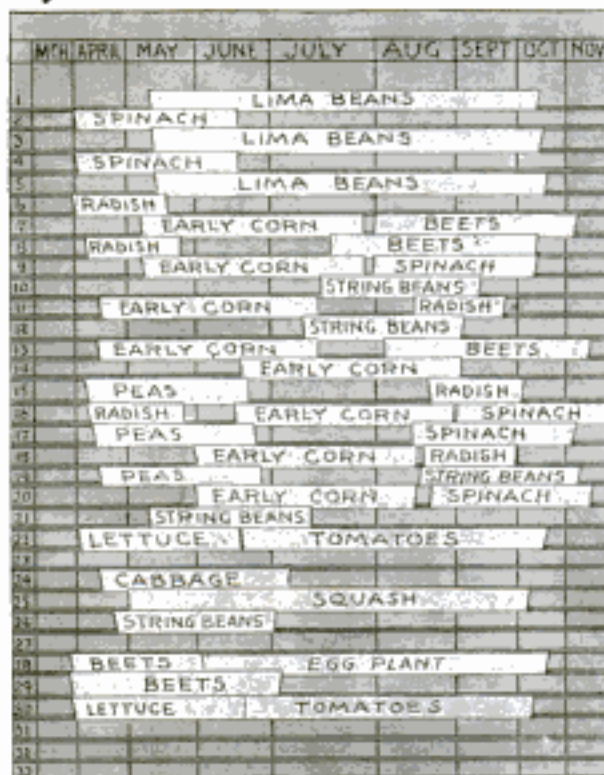 MCH APRIL MAY JUNE JULY AUG SEPT OCT NOV
1 LIMA BEANS
2 SPINACH
3 LIMA BEANS
4 SPINACH
5 LIMA BEANS
6 RADISH
7 EARLY CORN BEETS
8 RADISH BEETS
9 EARLY CORN SPINACH
10 STRING BEANS
11 EARLY CORN RADISH
12 STRING BEANS
13 EARLY CORN BEETS
14 EARLY CORN
15 PEAS RADISH
16 RADISH EARLY CORN SPINACH
17 PEAS SPINACH
18 EARLY CORN RADISH
19 PEAS STRING BEANS
20 EARLY CORN SPINACH
21 STRING BEANS
22 LETTUCE TOMATOES
23
24 CABBAGE
25 SQUASH
26 STRING BEANS
27
28 BEETS EGG PLANT
29 BEETS
30 LETTUCE TOMATOES
31
32
33